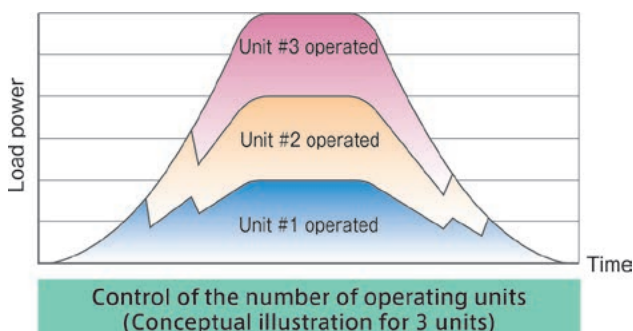 Load power
Unit #3 operated
Unit #2 operated
Unit #1 operated
Time
Control of the number of operating units
(Conceptual illustration for 3 units)